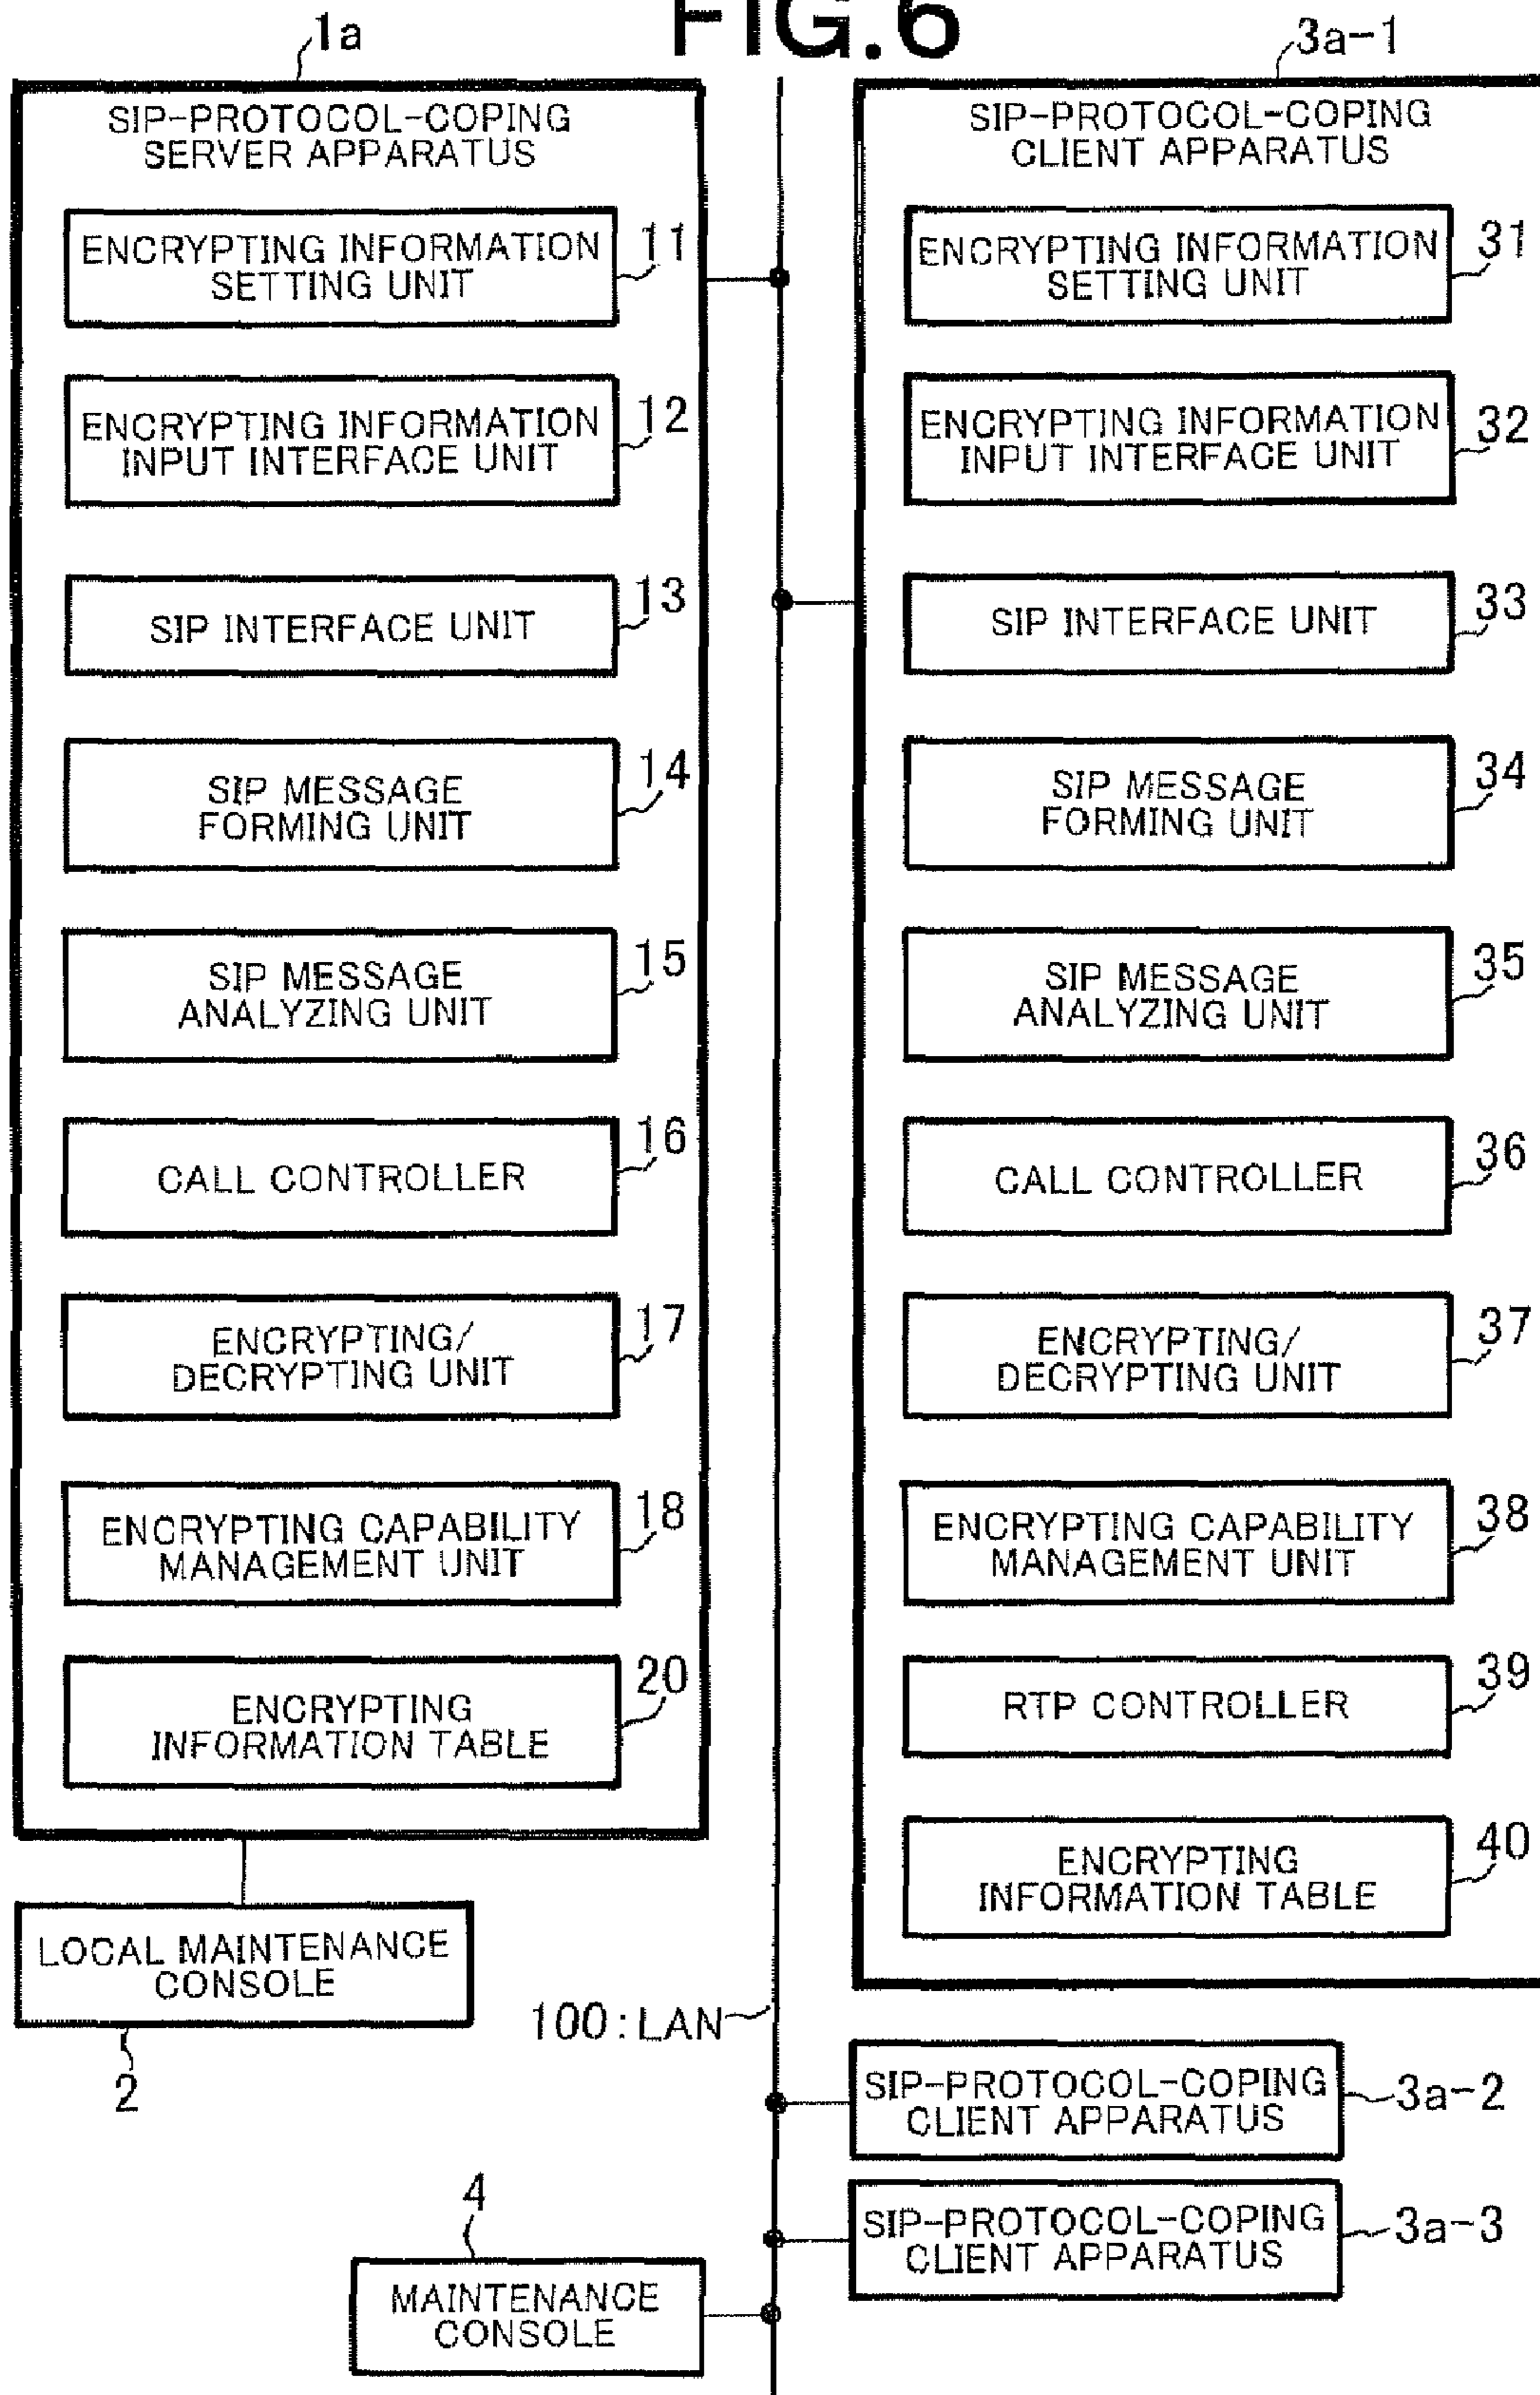 FIG.6
1a
SIP-PROTOCOL-COPING
SERVER APPARATUS
ENCRYPTING INFORMATION
SETTING UNIT
11
ENCRYPTING INFORMATION
INPUT INTERFACE UNIT
12
SIP INTERFACE UNIT
13
SIP MESSAGE
FORMING UNIT
14
SIP MESSAGE
ANALYZING UNIT
15
CALL CONTROLLER
16
ENCRYPTING/
DECRYPTING UNIT
17
ENCRYPTING CAPABILITY
MANAGEMENT UNIT
18
ENCRYPTING
INFORMATION TABLE
20
LOCAL MAINTENANCE
CONSOLE
2
3a-1
SIP-PROTOCOL-COPING
CLIENT APPARATUS
ENCRYPTING INFORMATION
SETTING UNIT
31
ENCRYPTING INFORMATION
INPUT INTERFACE UNIT
32
SIP INTERFACE UNIT
33
SIP MESSAGE
FORMING UNIT
34
SIP MESSAGE
ANALYZING UNIT
35
CALL CONTROLLER
36
ENCRYPTING/
DECRYPTING UNIT
37
ENCRYPTING CAPABILITY
MANAGEMENT UNIT
38
RTP CONTROLLER
39
ENCRYPTING
INFORMATION TABLE
40
100:LAN
SIP-PROTOCOL-COPING
CLIENT APPARATUS
3a-2
SIP-PROTOCOL-COPING
CLIENT APPARATUS
3a-3
4
MAINTENANCE
CONSOLE